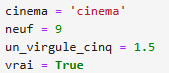 cinema = 'cinema'
neuf = 9
un_virgule_cinq = 1.5
vrai = True